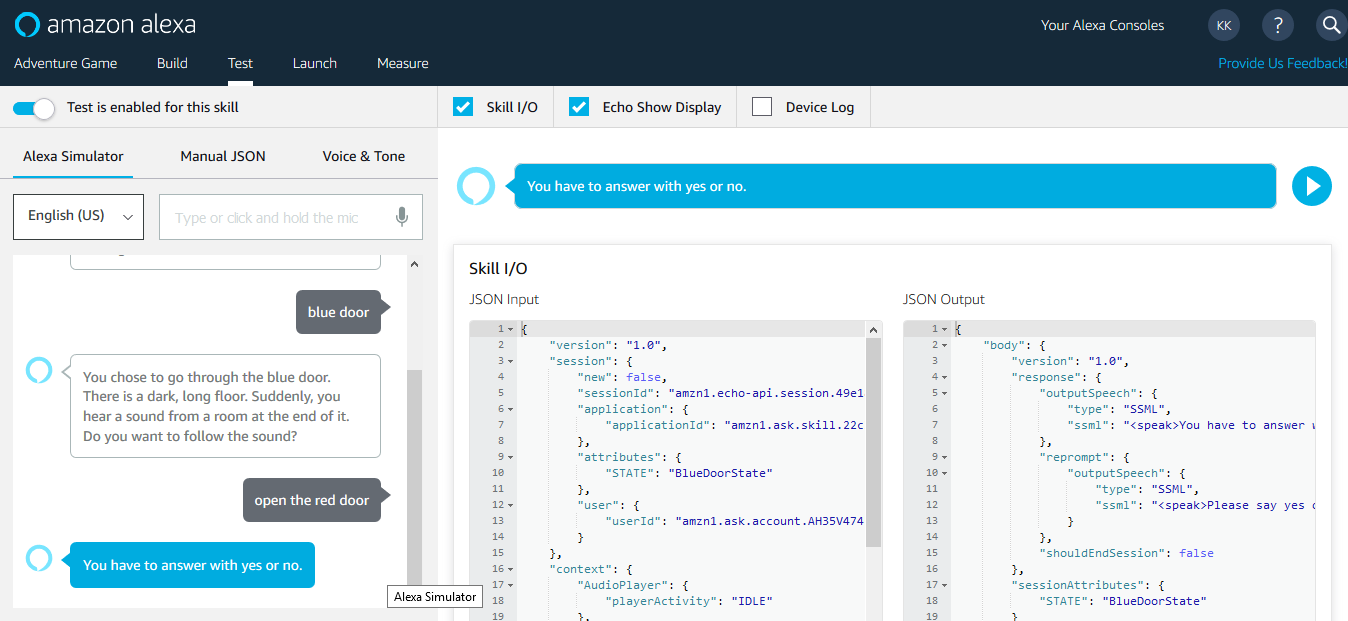 amazon alexa
Your Alexa Consoles
KK
?
Adventure Game
Build
Test
Launch
Measure
Provide Us Feedback!
Test is enabled for this skill
Skill I/O
Echo Show Display
Device Log
Alexa Simulator
Manual JSON
Voice & Tone
English (US)
Type or click and hold the mic
blue door
You chose to go through the blue door.
There is a dark, long floor. Suddenly, you
hear a sound from a room at the end of it.
Do you want to follow the sound?
open the red door
You have to answer with yes or no.
Alexa Simulator
You have to answer with yes or no.
Skill I/O
JSON Input
1 {
2 "version": "1.0",
3 "session": {
4 "new": false,
5 "sessionId": "amzn1.echo-api.session.49e1
6 "application": {
7 "applicationId": "amzn1.ask.skill.22c
8 },
9 "attributes": {
10 "STATE": "BlueDoorState"
11 },
12 "user": {
13 "userId": "amzn1.ask.account.AH35V474
14 }
15 },
16 "context": {
17 "AudioPlayer": {
18 "playerActivity": "IDLE"
19 },
JSON Output
1 {
2 "body": {
3 "version": "1.0",
4 "response": {
5 "outputSpeech": {
6 "type": "SSML",
7 "ssml": "<speak>You have to answer
8 },
9 "reprompt": {
10 "outputSpeech": {
11 "type": "SSML",
12 "ssml": "<speak>Please say yes
13 }
14 },
15 "shouldEndSession": false
16 },
17 "sessionAttributes": {
18 "STATE": "BlueDoorState"
19 }